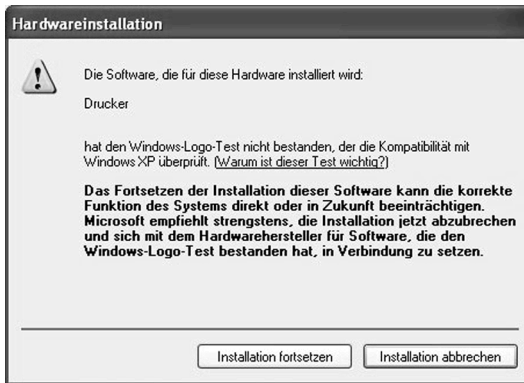 Hardwareinstallation
Die Software, die für diese Hardware installiert wird:
Drucker
hat den Windows-Logo-Test nicht bestanden, der die Kompatibilität mit
Windows XP überprüft. (Warum ist dieser Test wichtig?)
Das Fortsetzen der Installation dieser Software kann die korrekte
Funktion des Systems direkt oder in Zukunft beeinträchtigen.
Microsoft empfiehlt strengstens, die Installation jetzt abzubrechen
und sich mit dem Hardwarehersteller für Software, die den
Windows-Logo-Test bestanden hat, in Verbindung zu setzen.
Installation fortsetzen
Installation abbrechen